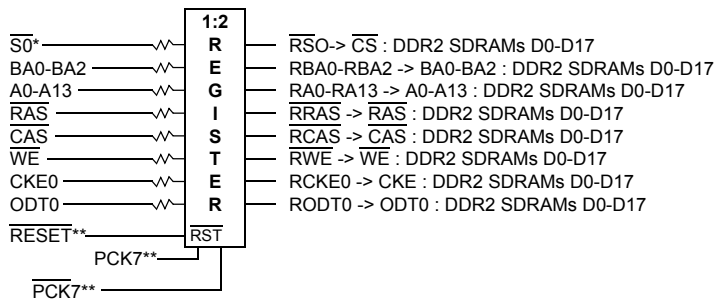 1:2
S0* R RSO-> CS : DDR2 SDRAMs D0-D17
BA0-BA2 E RBA0-RBA2 -> BA0-BA2 : DDR2 SDRAMs D0-D17
A0-A13 G RA0-RA13 -> A0-A13 : DDR2 SDRAMs D0-D17
RAS I RRAS -> RAS : DDR2 SDRAMs D0-D17
CAS S RCAS -> CAS : DDR2 SDRAMs D0-D17
WE T RWE -> WE : DDR2 SDRAMs D0-D17
CKE0 E RCKE0 -> CKE : DDR2 SDRAMs D0-D17
ODT0 R RODT0 -> ODT0 : DDR2 SDRAMs D0-D17
RESET** RST
PCK7**
PCK7**